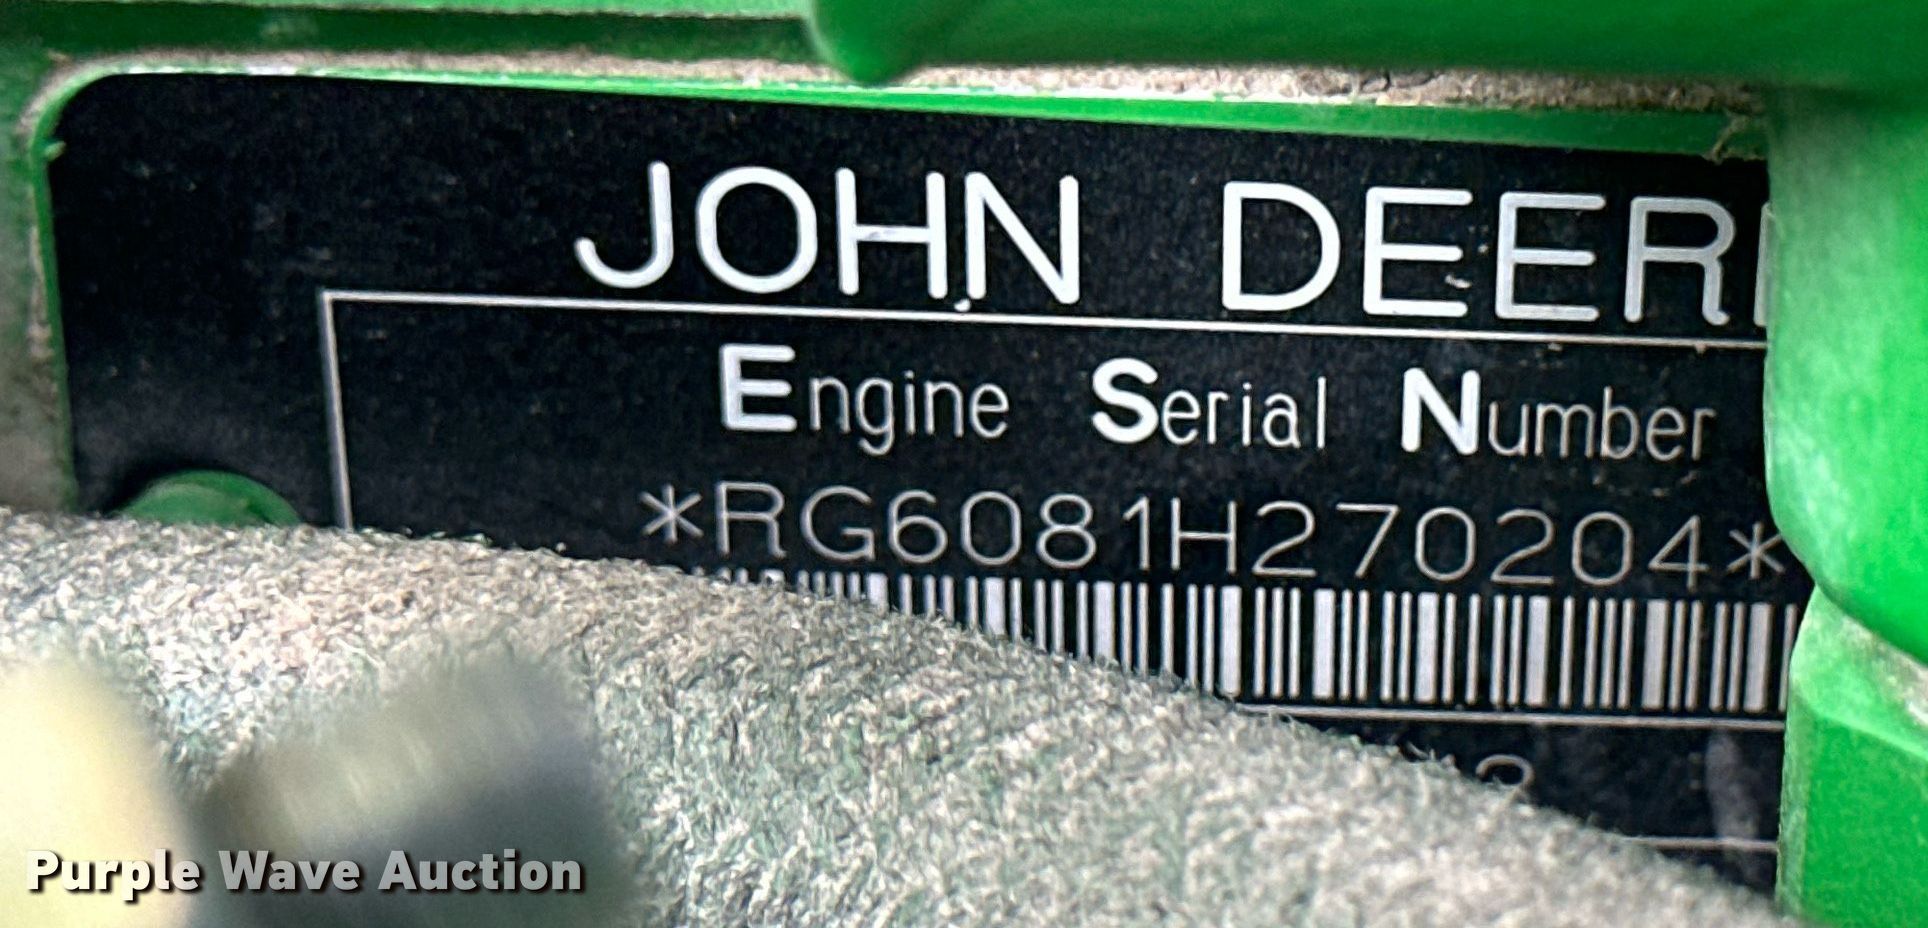 JOHN DEER
Engine Serial Number
*RG6081H270204*
Purple Wave Auction